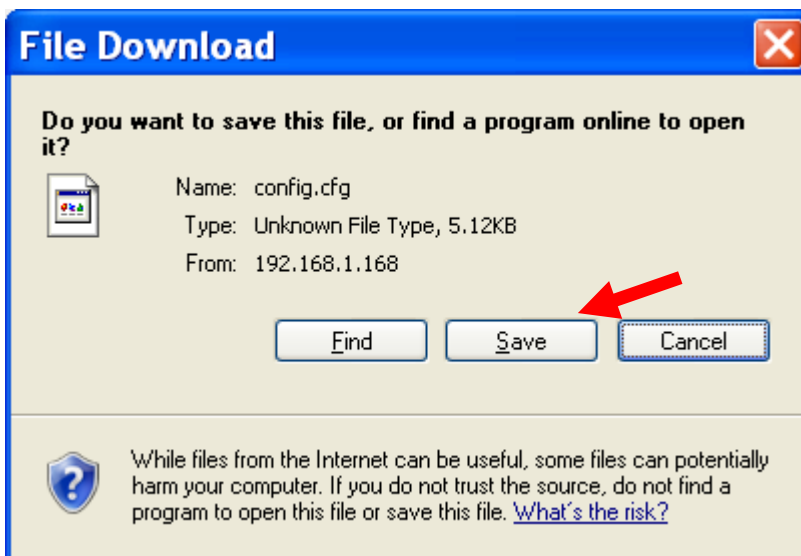 File Download
Do you want to save this file, or find a program online to open
it?
Name: config.cfg
Type: Unknown File Type, 5.12KB
From: 192.168.1.168
Find Save Cancel
While files from the Internet can be useful, some files can potentially
harm your computer. If you do not trust the source, do not find a
program to open this file or save this file. What's the risk?